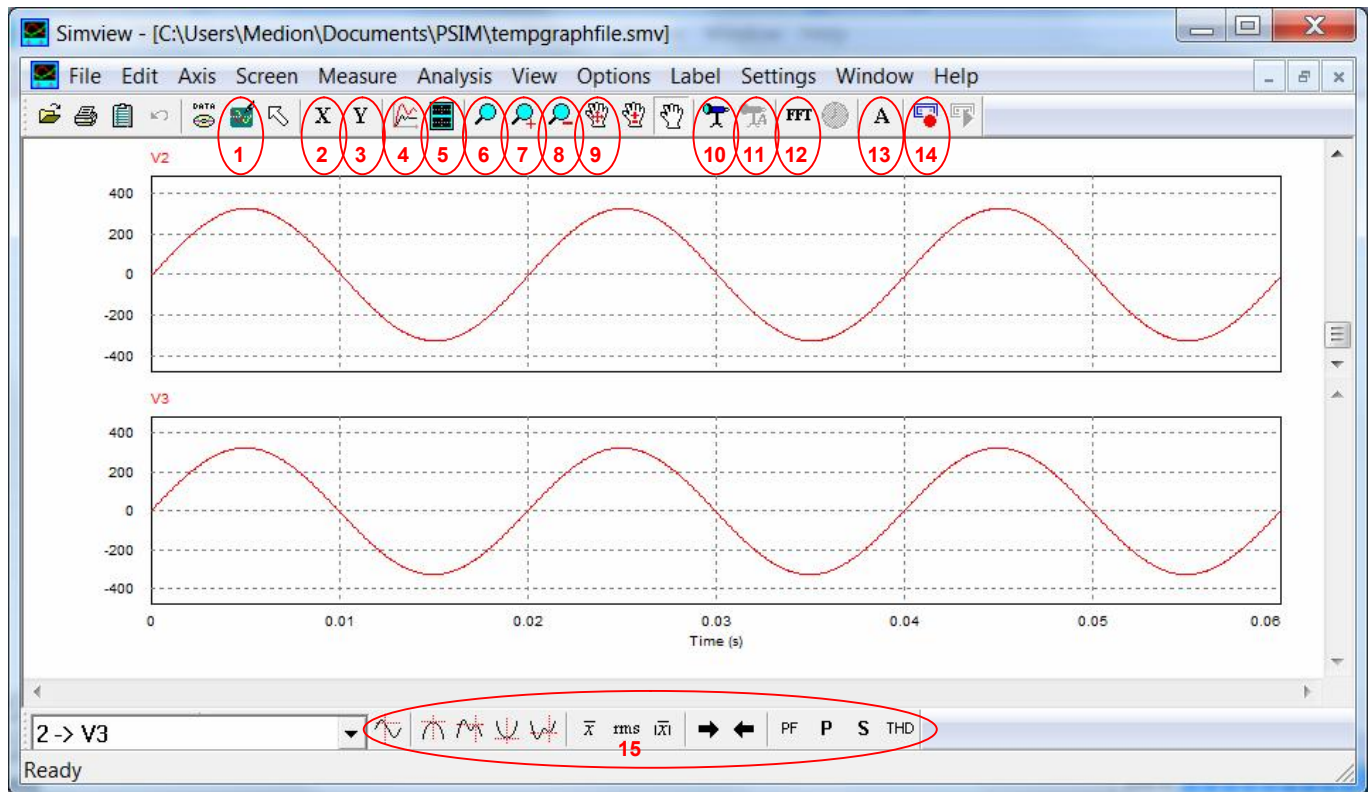 Simview - [C:\Users\Medion\Documents\PSIM\tempgraphfile.smv]
File Edit Axis Screen Measure Analysis View Options Label Settings Window Help
DATA X Y FFT A
1 2 3 4 5 6 7 8 9 10 11 12 13 14
V2
400
200
0
-200
-400
V3
400
200
0
-200
-400
0 0.01 0.02 0.03 0.04 0.05 0.06
Time (s)
2 -> V3 x rms |x| PF P S THD
15
Ready